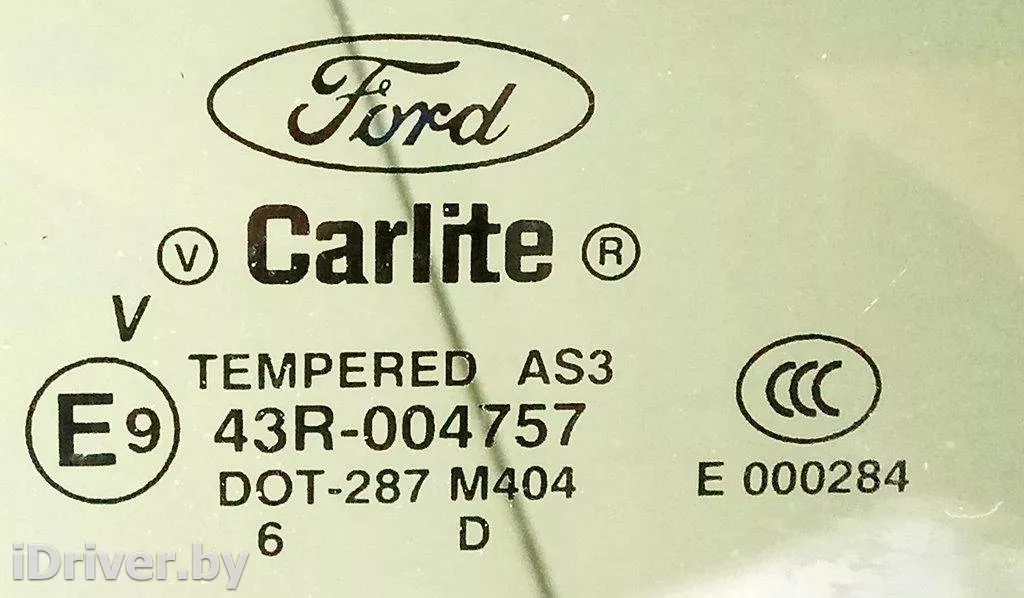 Ford
V Carlite ®
V
TEMPERED AS3
E9 43R-004757
CCC
DOT-287 M404
E 000284
6 D
iDriver.by